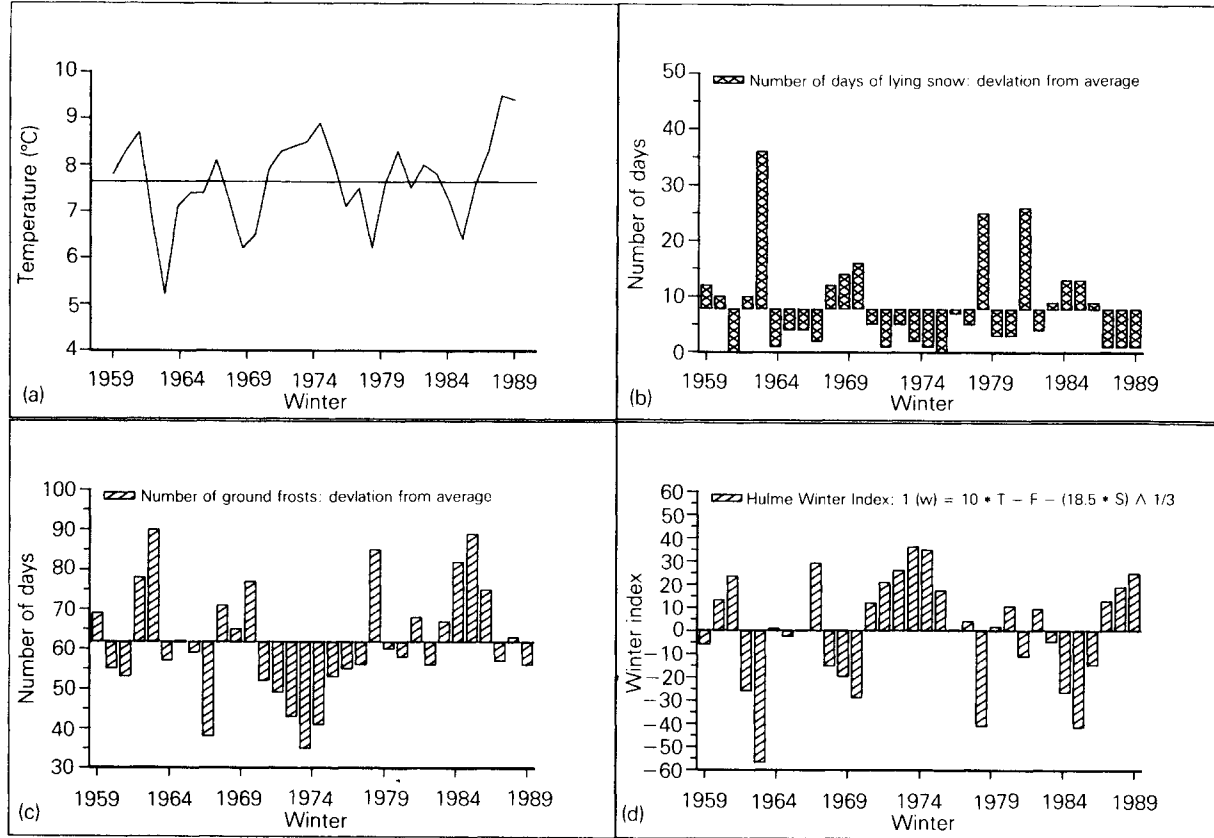 10
9
8
7
6
5
4
Temperature (°C)
1959 1964 1969 1974 1979 1984 1989
Winter
(a)
50
40
30
20
10
0
Number of days
Number of days of lying snow: devlation from average
1959 1964 1969 1974 1979 1984 1989
Winter
(b)
100
90
80
70
60
50
40
30
Number of days
Number of ground frosts: devlation from average
1959 1964 1969 1974 1979 1984 1989
Winter
(c)
60
50
40
30
20
10
0
−10
−20
−30
−40
−50
−60
Winter index
Hulme Winter Index: 1 (w) = 10 * T − F − (18.5 * S) Λ 1/3
1959 1964 1969 1974 1979 1984 1989
Winter
(d)